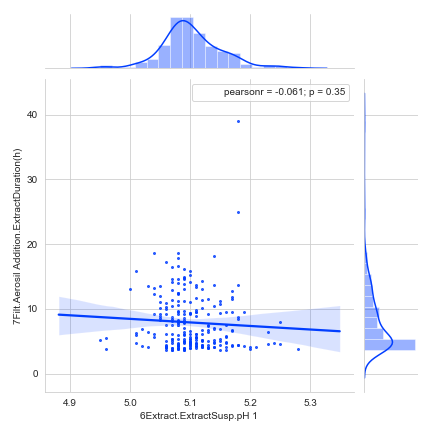 pearsonr = -0.061; p = 0.35
40
30
20
10
0
7Filt.Aerosil Addition.ExtractDuration(h)
4.9 5.0 5.1 5.2 5.3
6Extract.ExtractSusp.pH 1